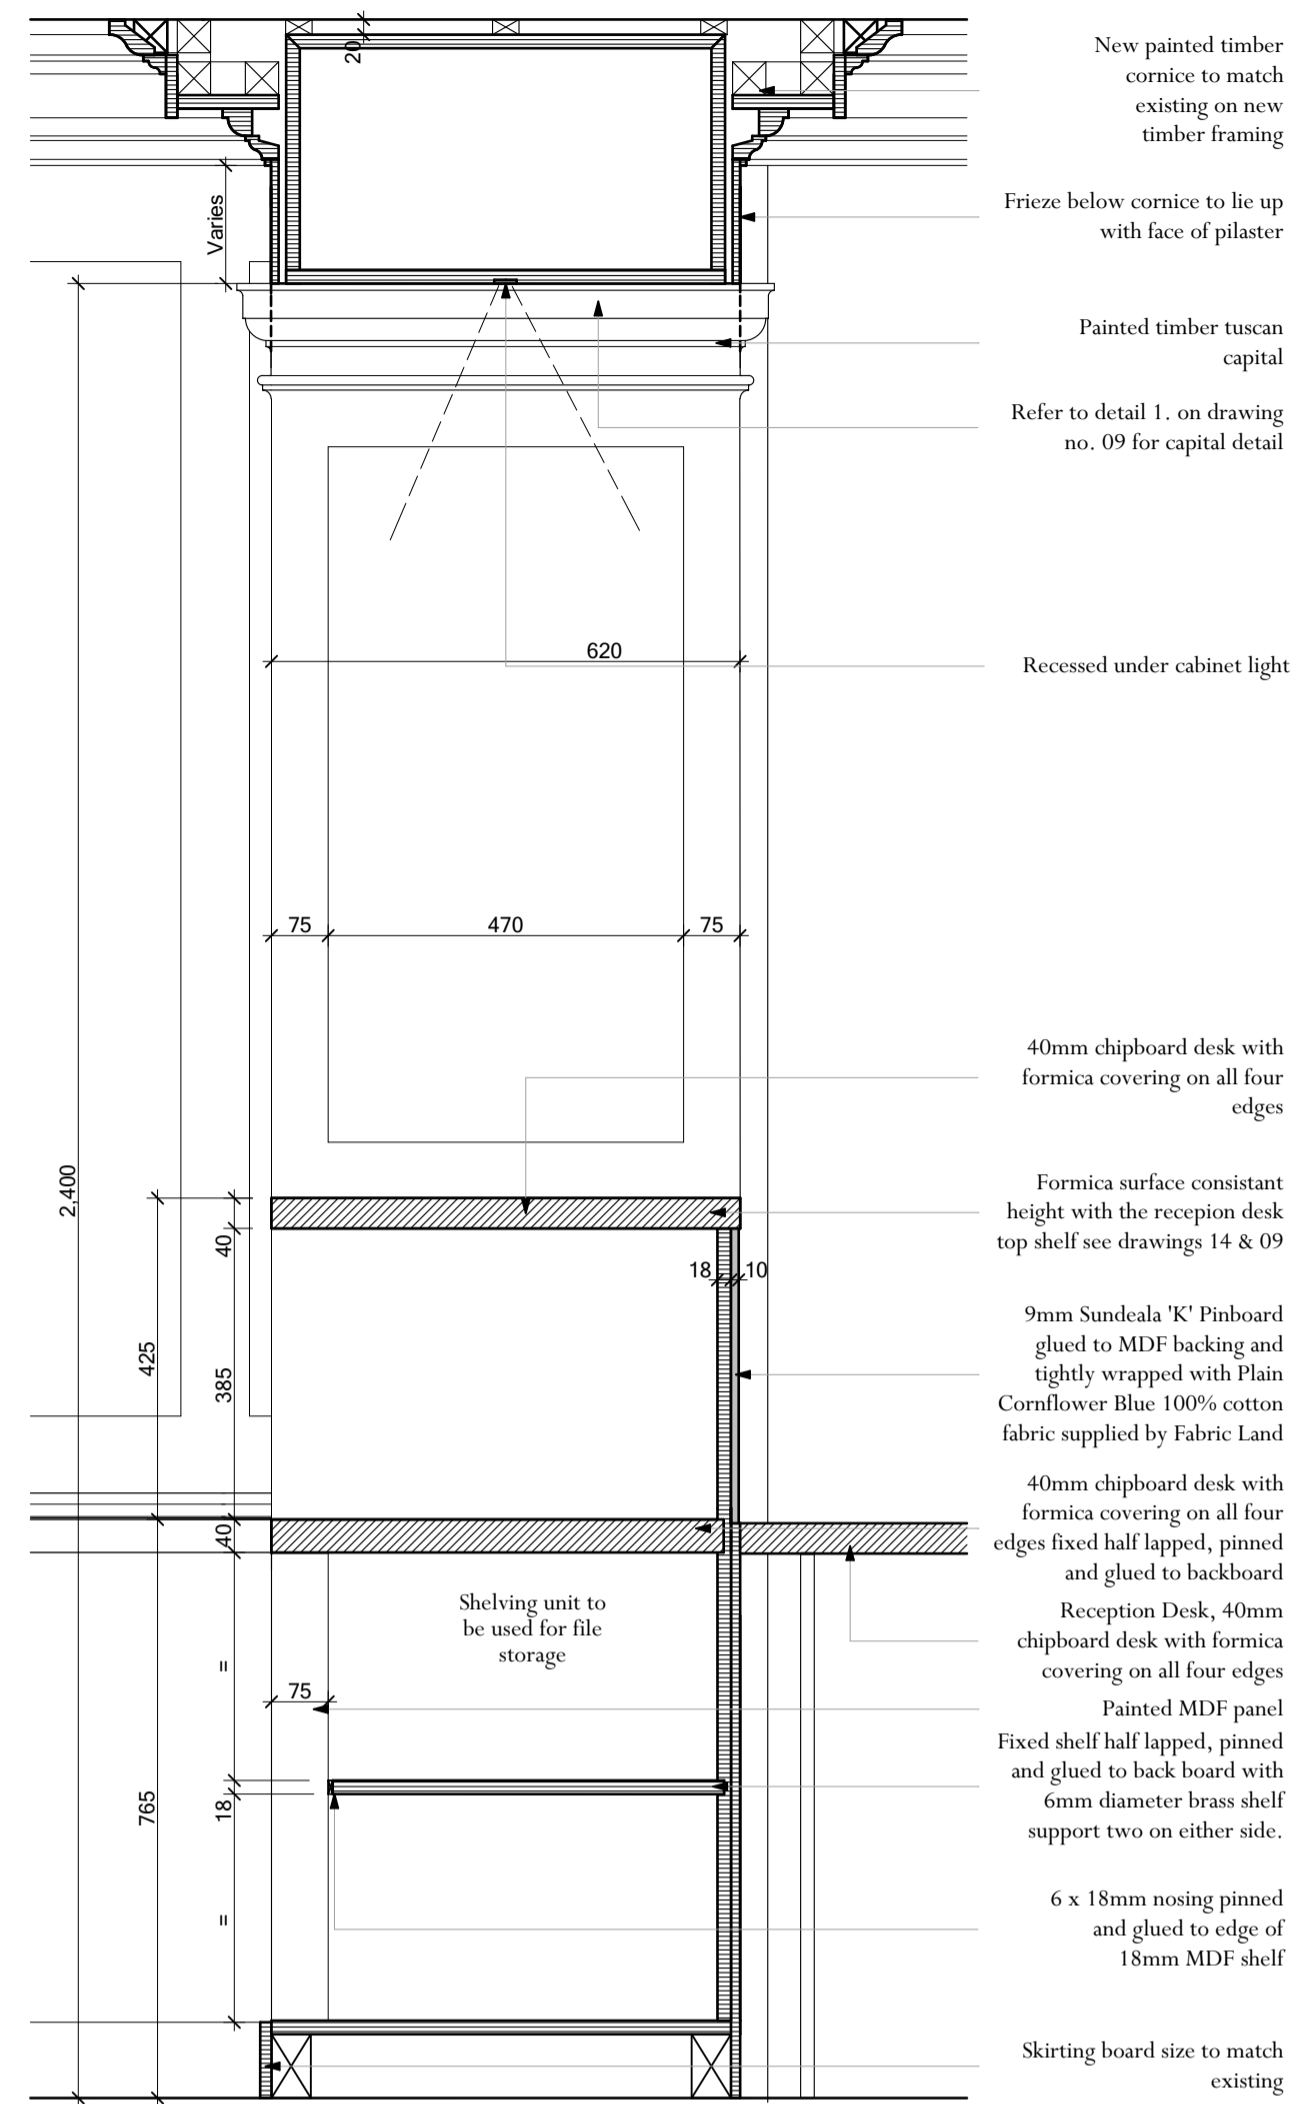 New painted timber
cornice to match
existing on new
timber framing
20
Frieze below cornice to lie up
with face of pilaster
Varies
Painted timber tuscan
capital
Refer to detail 1. on drawing
no. 09 for capital detail
620
Recessed under cabinet light
75
470
75
40mm chipboard desk with
formica covering on all four
edges
2,400
Formica surface consistant
height with the recepion desk
top shelf see drawings 14 & 09
40
18
10
9mm Sundeala 'K' Pinboard
glued to MDF backing and
tightly wrapped with Plain
Cornflower Blue 100% cotton
fabric supplied by Fabric Land
425
385
40mm chipboard desk with
formica covering on all four
edges fixed half lapped, pinned
and glued to backboard
40
Shelving unit to
be used for file
storage
Reception Desk, 40mm
chipboard desk with formica
covering on all four edges
=
75
Painted MDF panel
Fixed shelf half lapped, pinned
and glued to back board with
6mm diameter brass shelf
support two on either side.
765
18
6 x 18mm nosing pinned
and glued to edge of
18mm MDF shelf
=
Skirting board size to match
existing